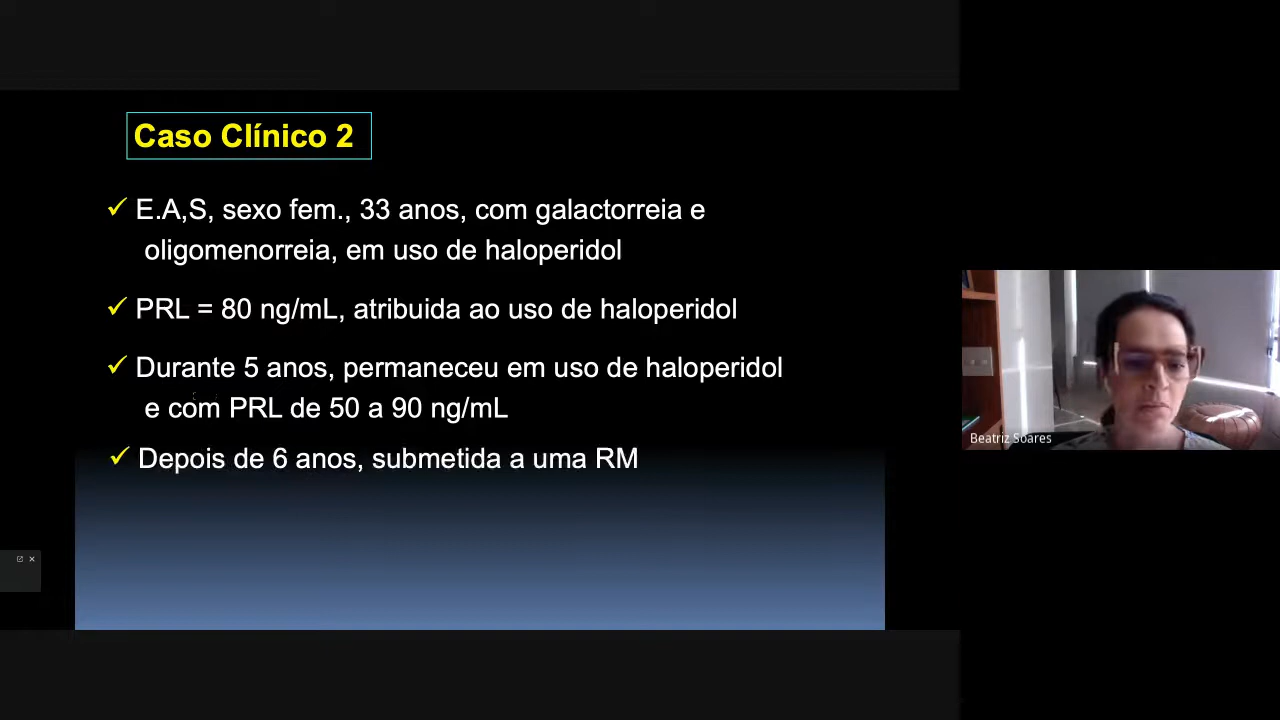 Caso Clínico 2
✓ E.A,S, sexo fem., 33 anos, com galactorreia e
oligomenorreia, em uso de haloperidol
✓ PRL = 80 ng/mL, atribuida ao uso de haloperidol
✓ Durante 5 anos, permaneceu em uso de haloperidol
e com PRL de 50 a 90 ng/mL
✓ Depois de 6 anos, submetida a uma RM
Beatriz Soares